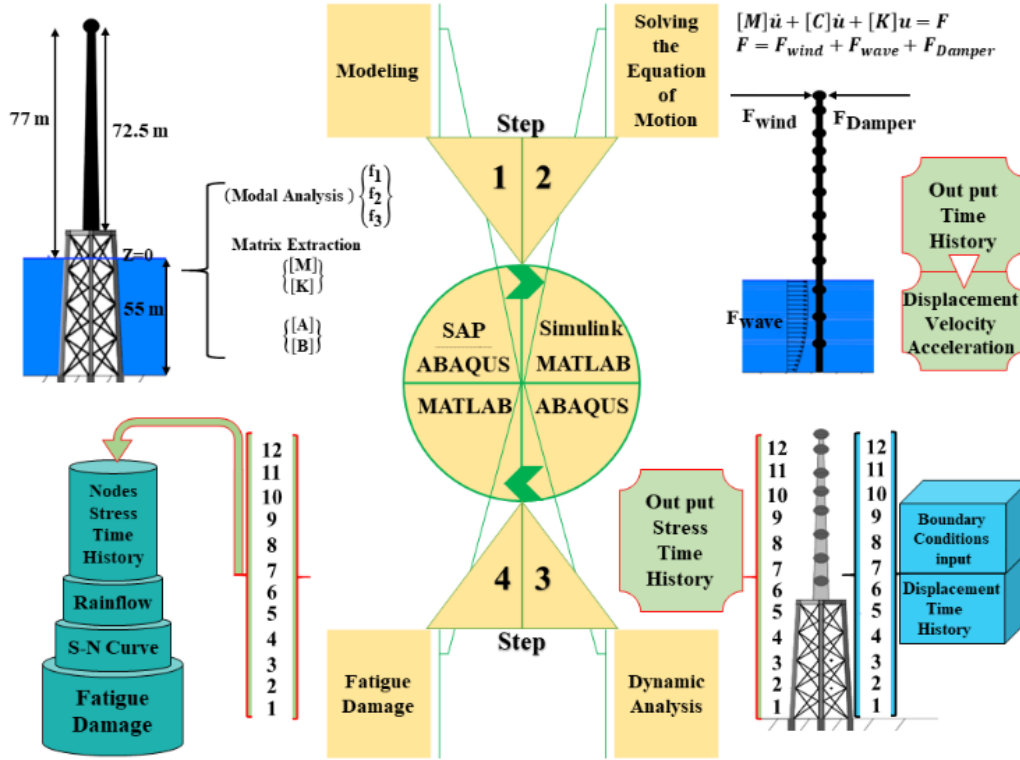 Modeling
Solving
the
Equation
of
Motion
[M]u̇ + [C]u̇ + [K]u = F
F = F_wind + F_wave + F_Damper
77 m
72.5 m
Z=0
55 m
(Modal Analysis) { f1 f2 f3 }
Matrix Extraction
{ [M] [K] }
{ [A] [B] }
Step
1 2
F_wind
F_Damper
F_wave
Out put
Time
History
Displacement
Velocity
Acceleration
SAP
ABAQUS
Simulink
MATLAB
MATLAB
ABAQUS
4 3
Step
Nodes
Stress
Time
History
Rainflow
S-N Curve
Fatigue
Damage
12
11
10
9
8
7
6
5
4
3
2
1
Fatigue
Damage
Dynamic
Analysis
Out put
Stress
Time
History
12
11
10
9
8
7
6
5
4
3
2
1
12
11
10
9
8
7
6
5
4
3
2
1
Boundary
Conditions
input
Displacement
Time
History